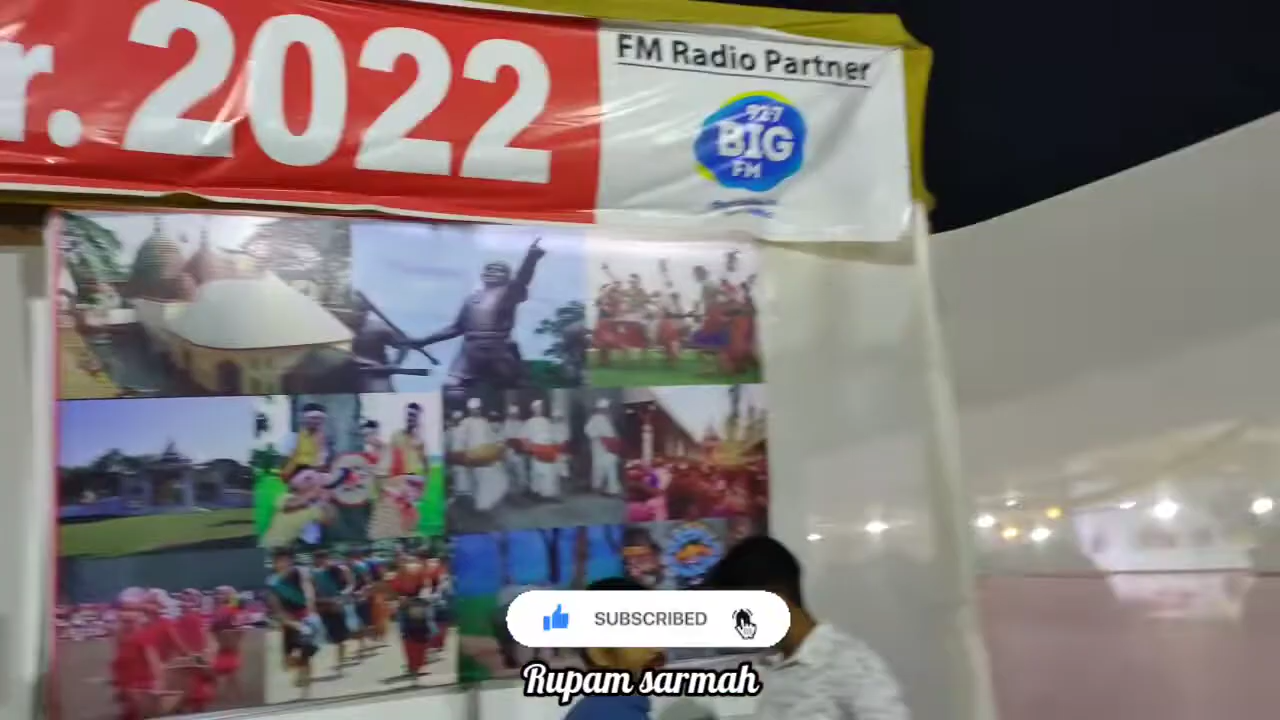 r. 2022
FM Radio Partner
92.7
BIG
FM
SUBSCRIBED
Rupam sarmah